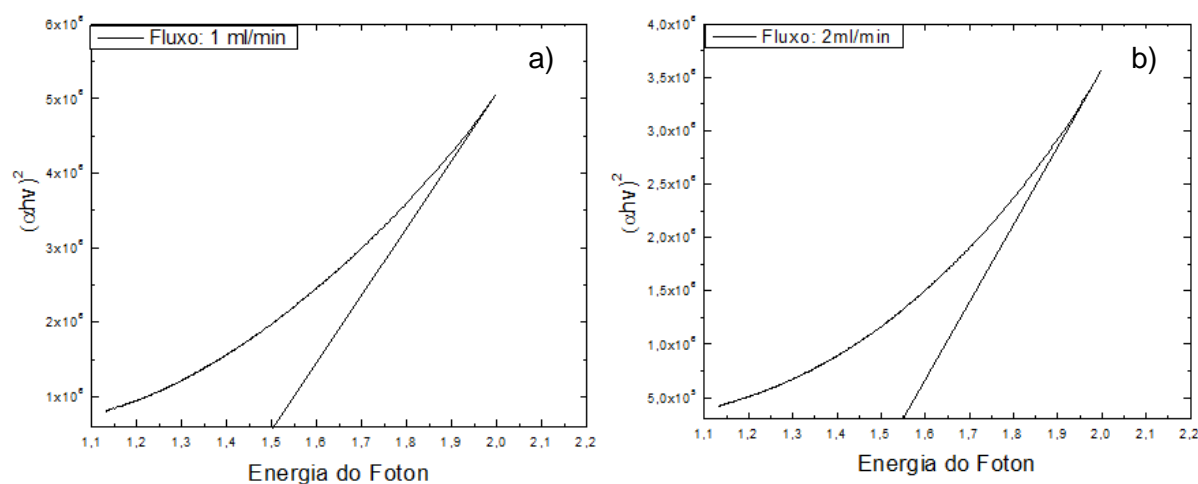 Fluxo: 1 ml/min
a)
6x10⁶
5x10⁶
4x10⁶
3x10⁶
2x10⁶
1x10⁶
(αhν)²
1,1 1,2 1,3 1,4 1,5 1,6 1,7 1,8 1,9 2,0 2,1 2,2
Energia do Foton
Fluxo: 2ml/min
b)
4,0x10⁶
3,5x10⁶
3,0x10⁶
2,5x10⁶
2,0x10⁶
1,5x10⁶
1,0x10⁶
5,0x10⁵
(αhν)²
1,1 1,2 1,3 1,4 1,5 1,6 1,7 1,8 1,9 2,0 2,1 2,2
Energia do Foton